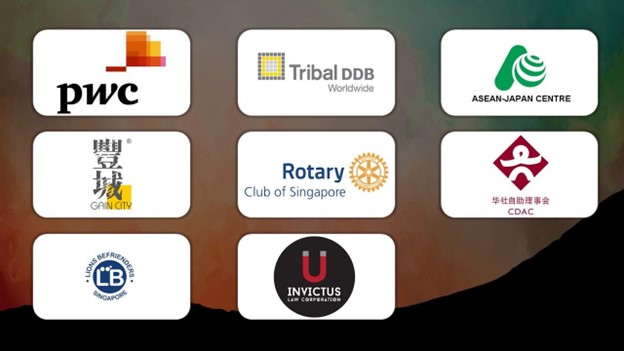 pwc
Tribal DDB
Worldwide
ASEAN-JAPAN CENTRE
豐城®
GAIN CITY
Rotary
Club of Singapore
华社自助理事会
CDAC
LIONS BEFRIENDERS
LB
SINGAPORE
INVICTUS
LAW CORPORATION